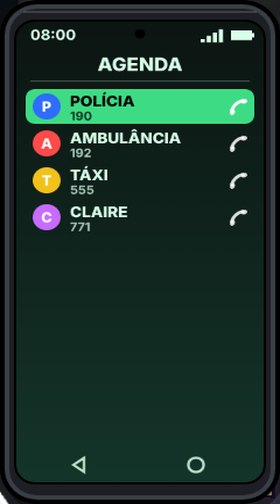 08:00
AGENDA
P POLÍCIA
190
A AMBULÂNCIA
192
T TÁXI
555
C CLAIRE
771